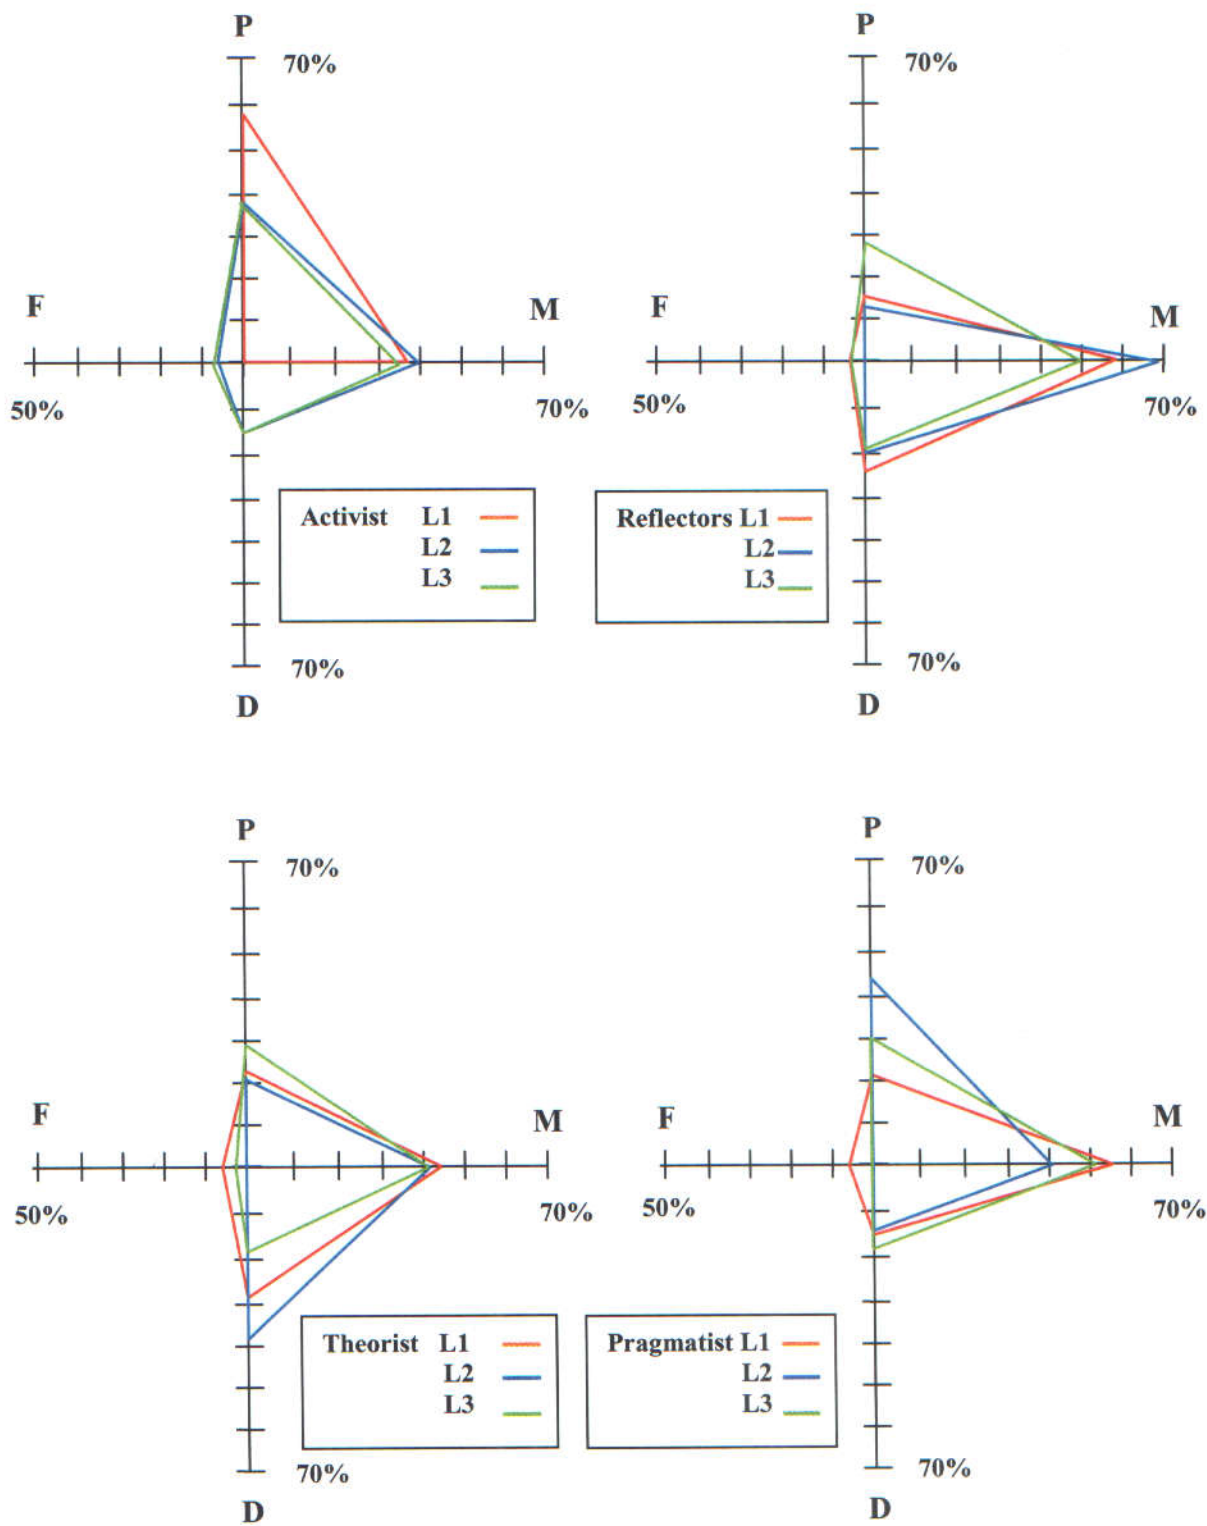 P
70%
F
M
50%
70%
Activist L1
L2
L3
70%
D
P
70%
F
M
50%
70%
Reflectors L1
L2
L3
70%
D
P
70%
F
M
50%
70%
Theorist L1
L2
L3
70%
D
P
70%
F
M
50%
70%
Pragmatist L1
L2
L3
70%
D